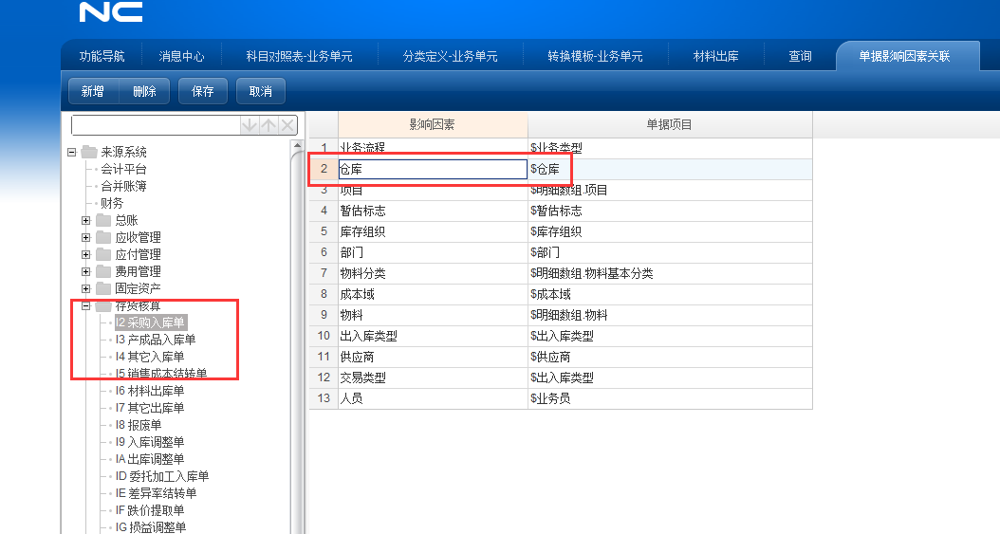 NC
功能导航 消息中心 科目对照表-业务单元 分类定义-业务单元 转换模板-业务单元 材料出库 查询 单据影响因素关联
新增 删除 保存 取消
影响因素 单据项目
来源系统
会计平台
合并账簿
财务
总账
应收管理
应付管理
费用管理
固定资产
存货核算
I2 采购入库单
I3 产成品入库单
I4 其它入库单
I5 销售成本结转单
I6 材料出库单
I7 其它出库单
I8 报废单
I9 入库调整单
IA 出库调整单
ID 委托加工入库单
IE 差异率结转单
IF 跌价提取单
IG 损益调整单
1 业务流程 $业务类型
2 仓库 $仓库
3 项目 $明细数组.项目
4 暂估标志 $暂估标志
5 库存组织 $库存组织
6 部门 $部门
7 物料分类 $明细数组.物料基本分类
8 成本域 $成本域
9 物料 $明细数组.物料
10 出入库类型 $出入库类型
11 供应商 $供应商
12 交易类型 $出入库类型
13 人员 $业务员